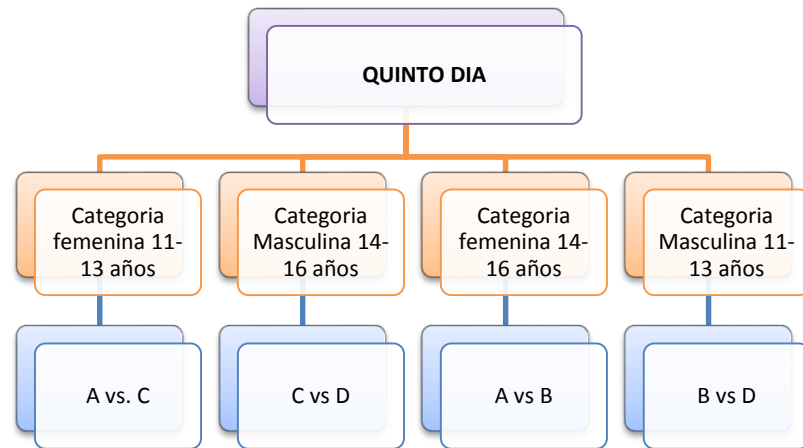 QUINTO DIA
Categoria
femenina 11-
13 años
Categoria
Masculina 14-
16 años
Categoria
femenina 14-
16 años
Categoria
Masculina 11-
13 años
A vs. C
C vs D
A vs B
B vs D